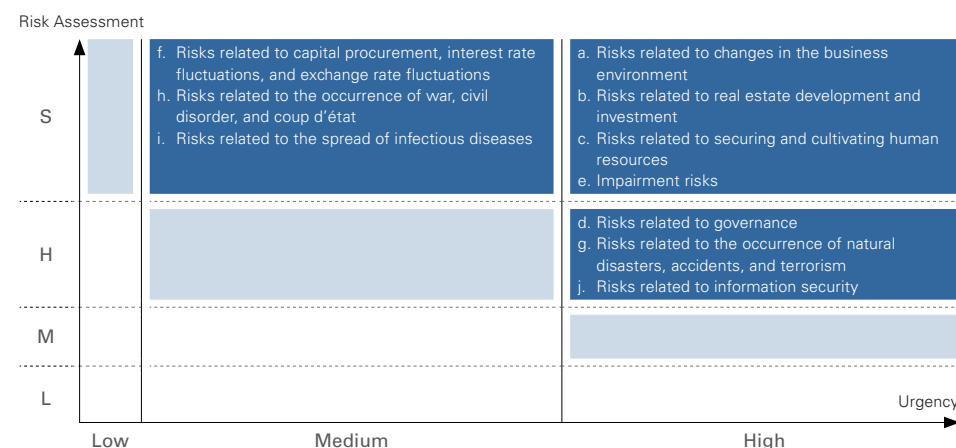 Risk Assessment
S
f. Risks related to capital procurement, interest rate
fluctuations, and exchange rate fluctuations
h. Risks related to the occurrence of war, civil
disorder, and coup d’état
i. Risks related to the spread of infectious diseases
a. Risks related to changes in the business
environment
b. Risks related to real estate development and
investment
c. Risks related to securing and cultivating human
resources
e. Impairment risks
H
d. Risks related to governance
g. Risks related to the occurrence of natural
disasters, accidents, and terrorism
j. Risks related to information security
M
L
Urgency
Low
Medium
High